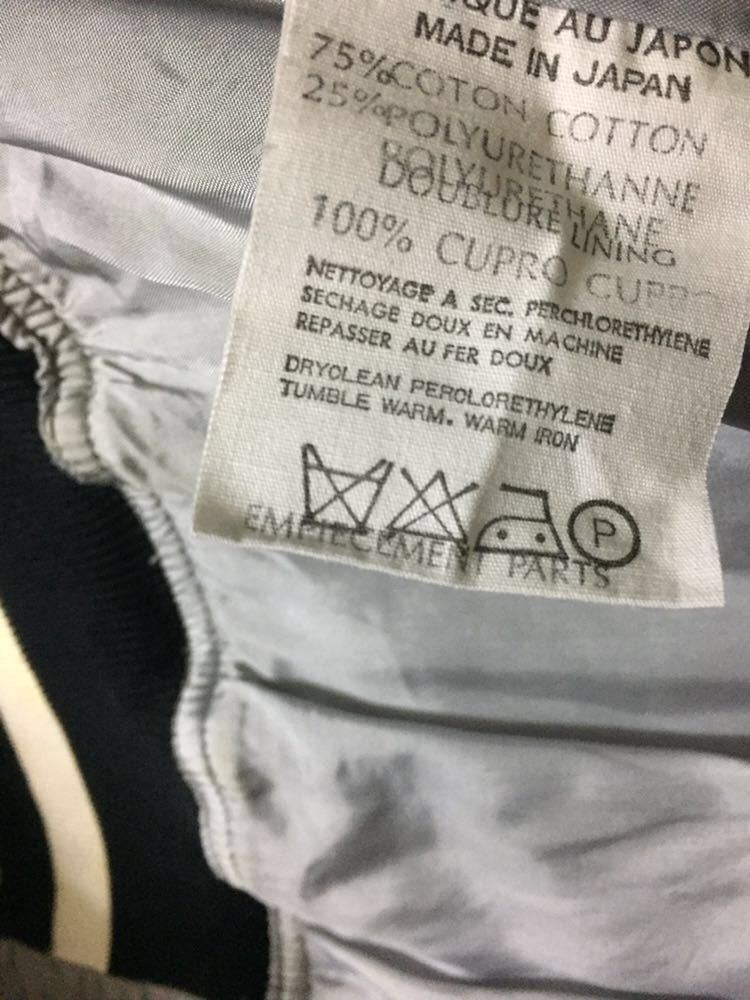 QUE AU JAPON
MADE IN JAPAN
75% COTON COTTON
25% POLYURETHANNE
POLYURETHANE
DOUBLURE LINING
100% CUPRO CUPRO
NETTOYAGE A SEC. PERCHLORETHYLENE
SECHAGE DOUX EN MACHINE
REPASSER AU FER DOUX
DRYCLEAN PERCLORETHYLENE
TUMBLE WARM. WARM IRON
P
EMPIECEMENT PARTS